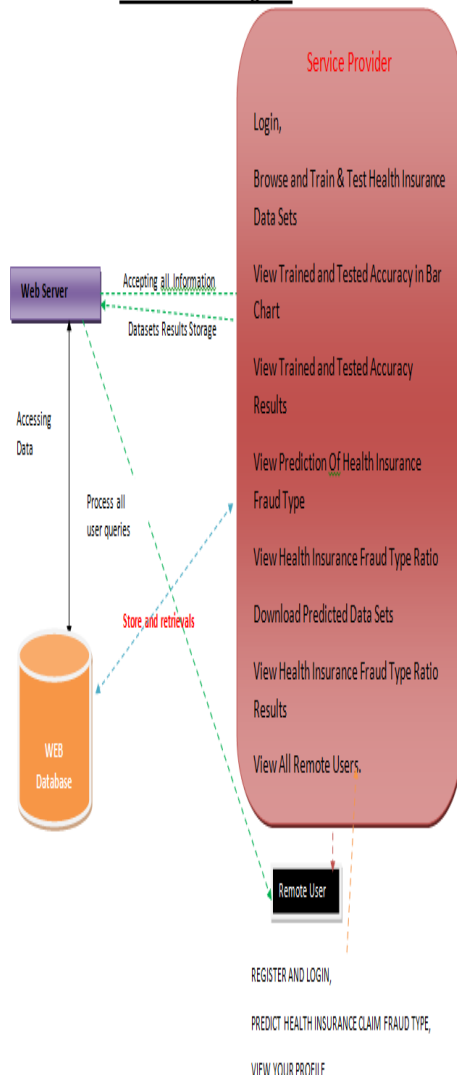 Service Provider
Login,
Browse and Train & Test Health Insurance
Data Sets
View Trained and Tested Accuracy in Bar
Chart
View Trained and Tested Accuracy
Results
View Prediction Of Health Insurance
Fraud Type
View Health Insurance Fraud Type Ratio
Download Predicted Data Sets
View Health Insurance Fraud Type Ratio
Results
View All Remote Users.
Web Server
Accepting all Information
Datasets Results Storage
Accessing
Data
Process all
user queries
Store and retrievals
WEB
Database
Remote User
REGISTER AND LOGIN,
PREDICT HEALTH INSURANCE CLAIM FRAUD TYPE,
VIEW YOUR PROFILE